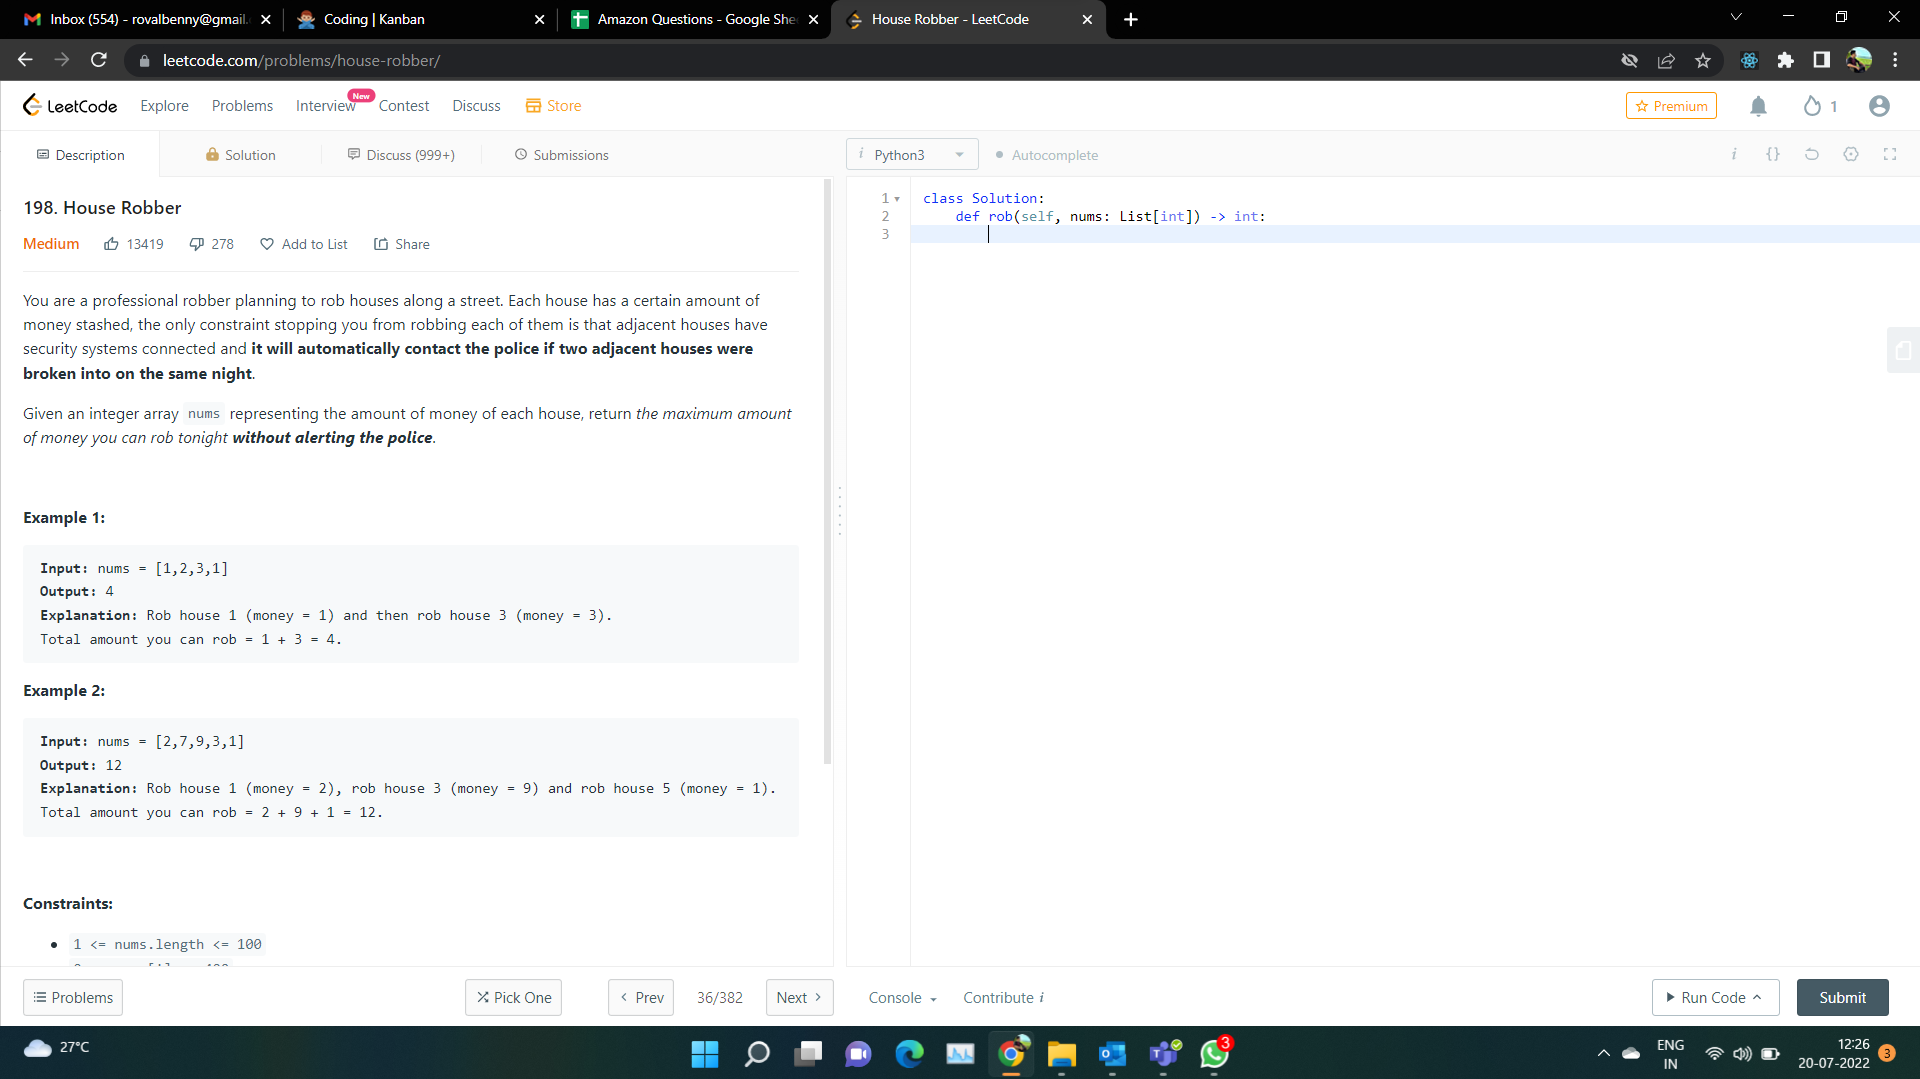 Inbox (554) - rovalbenny@gmail. Coding | Kanban Amazon Questions - Google She House Robber - LeetCode
leetcode.com/problems/house-robber/
LeetCode Explore Problems Interview New Contest Discuss Store Premium 1
Description Solution Discuss (999+) Submissions i Python3 Autocomplete i {}
198. House Robber
Medium 13419 278 Add to List Share
You are a professional robber planning to rob houses along a street. Each house has a certain amount of
money stashed, the only constraint stopping you from robbing each of them is that adjacent houses have
security systems connected and it will automatically contact the police if two adjacent houses were
broken into on the same night.
Given an integer array nums representing the amount of money of each house, return the maximum amount
of money you can rob tonight without alerting the police.
Example 1:
Input: nums = [1,2,3,1]
Output: 4
Explanation: Rob house 1 (money = 1) and then rob house 3 (money = 3).
Total amount you can rob = 1 + 3 = 4.
Example 2:
Input: nums = [2,7,9,3,1]
Output: 12
Explanation: Rob house 1 (money = 2), rob house 3 (money = 9) and rob house 5 (money = 1).
Total amount you can rob = 2 + 9 + 1 = 12.
Constraints:
1 <= nums.length <= 100
1 class Solution:
2 def rob(self, nums: List[int]) -> int:
3
Problems Pick One Prev 36/382 Next Console Contribute i Run Code Submit
27°C
3
ENG
IN
12:26
20-07-2022
3